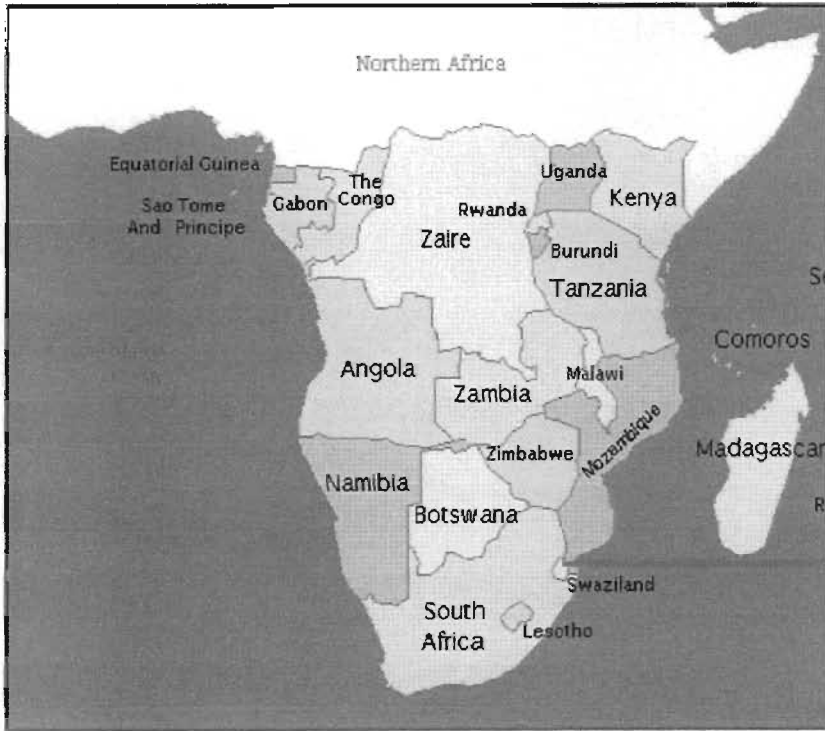 Northern Africa
Equatorial Guinea
Sao Tome
And Principe
Gabon
The
Congo
Zaire
Uganda
Rwanda
Kenya
Burundi
Tanzania
Comoros
Angola
Zambia
Malawi
Mozambique
Madagascar
Zimbabwe
Namibia
Botswana
Swaziland
South
Africa
Lesotho